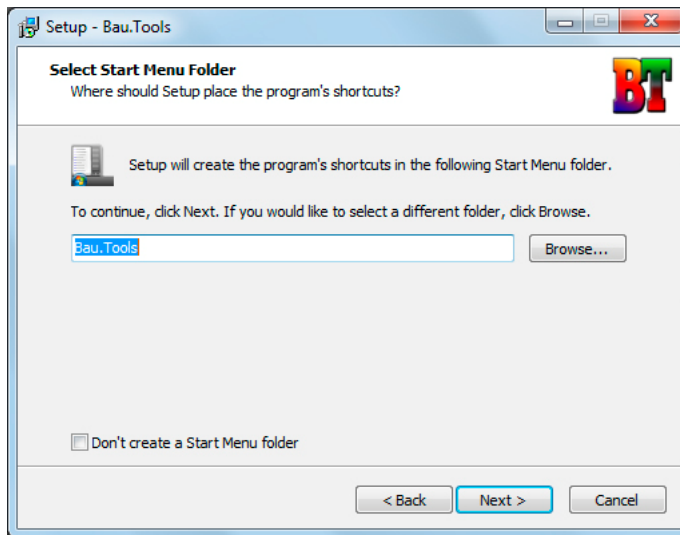 Setup - Bau.Tools
Select Start Menu Folder
Where should Setup place the program's shortcuts?
BT
Setup will create the program's shortcuts in the following Start Menu folder.
To continue, click Next. If you would like to select a different folder, click Browse.
Bau.Tools
Browse...
Don't create a Start Menu folder
< Back
Next >
Cancel